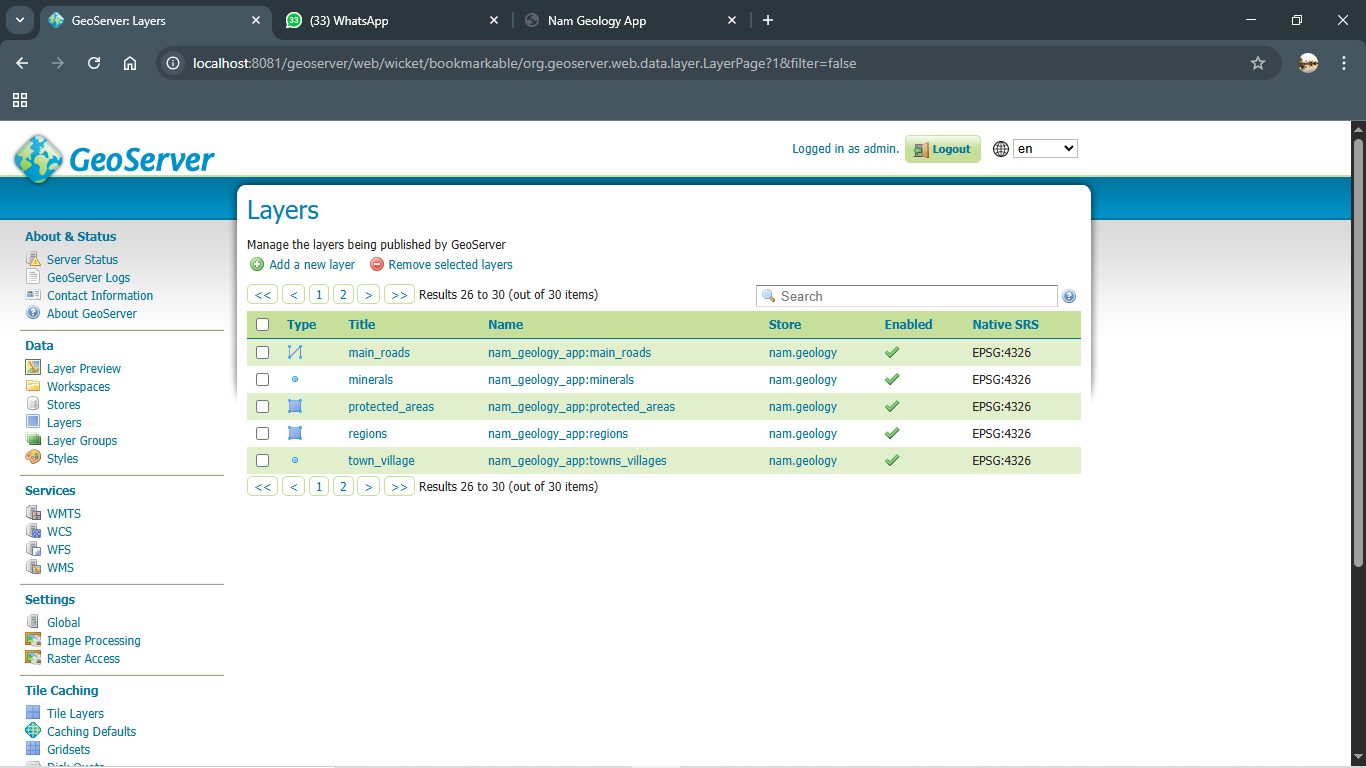 GeoServer: Layers
33
(33) WhatsApp
Nam Geology App
localhost:8081/geoserver/web/wicket/bookmarkable/org.geoserver.web.data.layer.LayerPage?1&filter=false
GeoServer
Logged in as admin.
Logout
en
About & Status
Server Status
GeoServer Logs
Contact Information
About GeoServer
Data
Layer Preview
Workspaces
Stores
Layers
Layer Groups
Styles
Services
WMTS
WCS
WFS
WMS
Settings
Global
Image Processing
Raster Access
Tile Caching
Tile Layers
Caching Defaults
Gridsets
Disk Quota
Layers
Manage the layers being published by GeoServer
Add a new layer Remove selected layers
<< < 1 2 > >> Results 26 to 30 (out of 30 items) Search
Type Title Name Store Enabled Native SRS
main_roads nam_geology_app:main_roads nam.geology EPSG:4326
minerals nam_geology_app:minerals nam.geology EPSG:4326
protected_areas nam_geology_app:protected_areas nam.geology EPSG:4326
regions nam_geology_app:regions nam.geology EPSG:4326
town_village nam_geology_app:towns_villages nam.geology EPSG:4326
<< < 1 2 > >> Results 26 to 30 (out of 30 items)